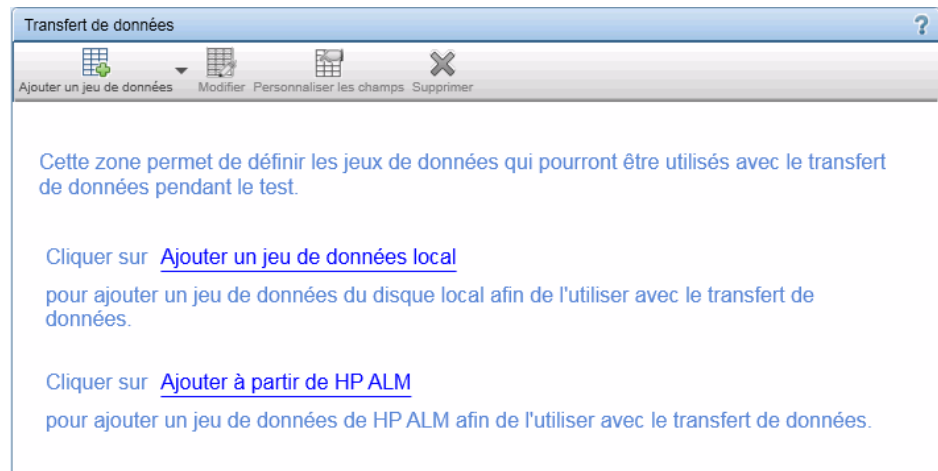 Transfert de données
?
Ajouter un jeu de données Modifier Personnaliser les champs Supprimer
Cette zone permet de définir les jeux de données qui pourront être utilisés avec le transfert
de données pendant le test.
Cliquer sur Ajouter un jeu de données local
pour ajouter un jeu de données du disque local afin de l'utiliser avec le transfert de
données.
Cliquer sur Ajouter à partir de HP ALM
pour ajouter un jeu de données de HP ALM afin de l'utiliser avec le transfert de données.